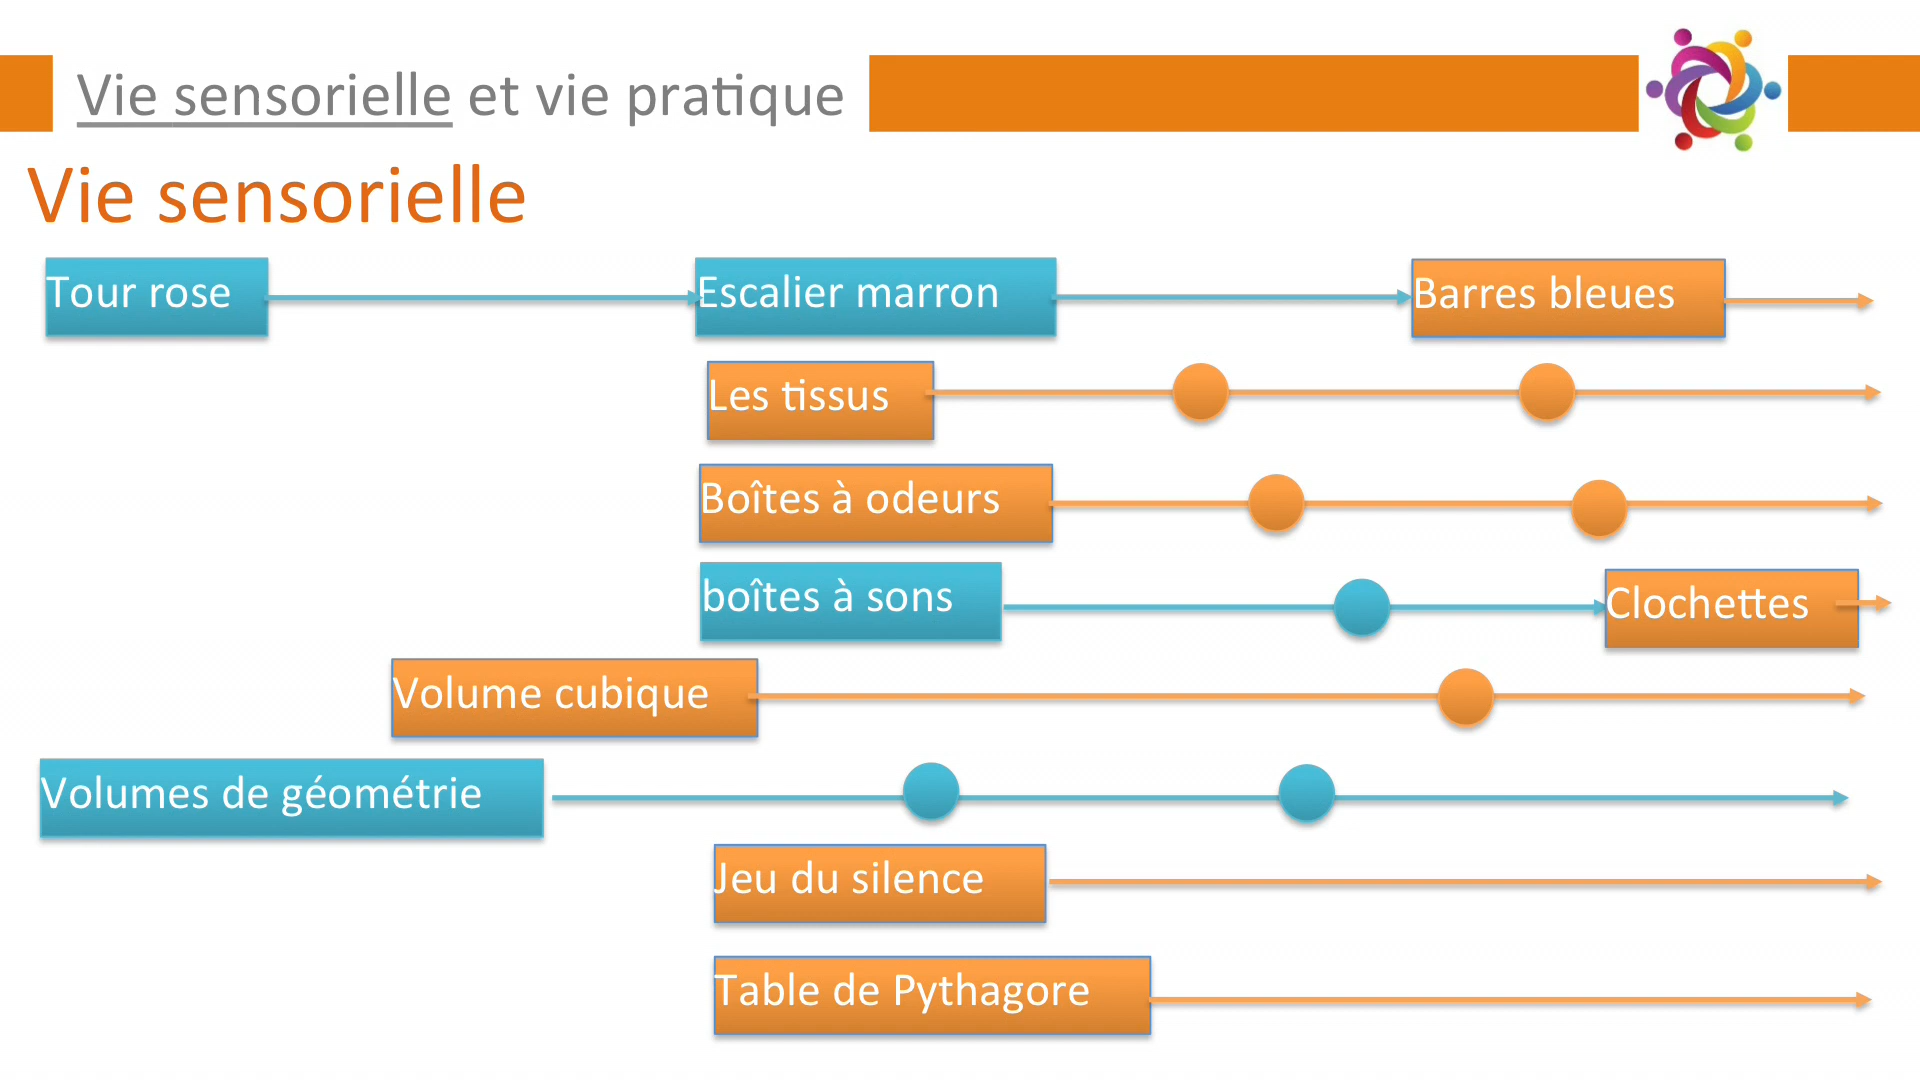 Vie sensorielle et vie pratique
Vie sensorielle
Tour rose
Escalier marron
Barres bleues
Les tissus
Boîtes à odeurs
boîtes à sons
Clochettes
Volume cubique
Volumes de géométrie
Jeu du silence
Table de Pythagore